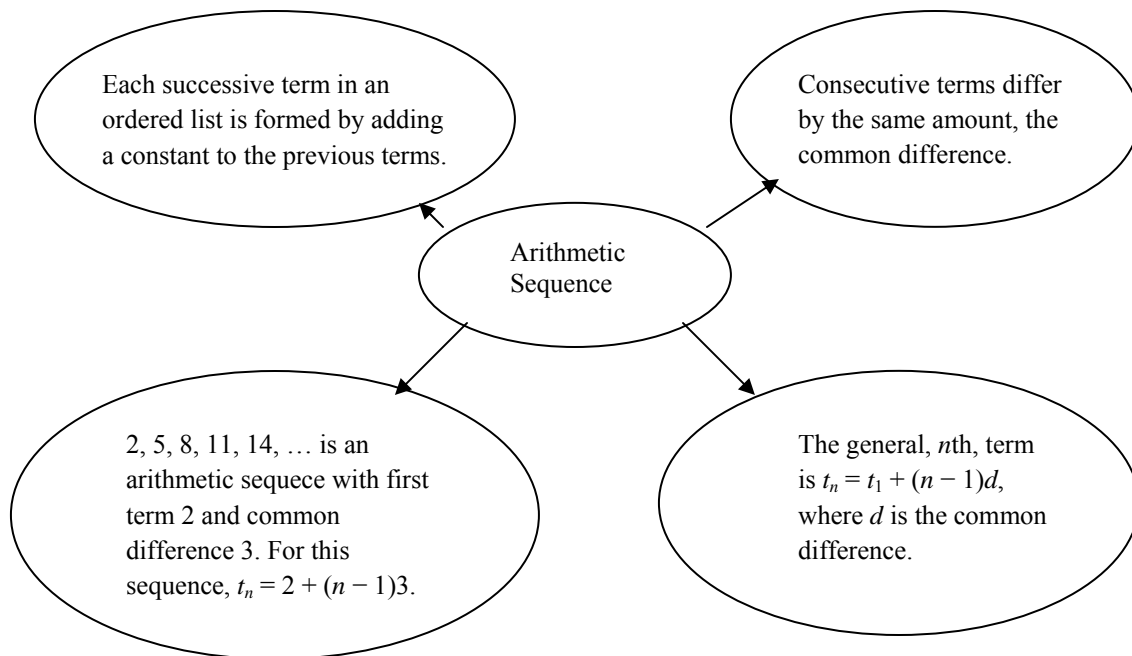 Each successive term in an
ordered list is formed by adding
a constant to the previous terms.
Consecutive terms differ
by the same amount, the
common difference.
Arithmetic
Sequence
2, 5, 8, 11, 14, … is an
arithmetic sequece with first
term 2 and common
difference 3. For this
sequence, tₙ = 2 + (n − 1)3.
The general, nth, term
is tₙ = t₁ + (n − 1)d,
where d is the common
difference.